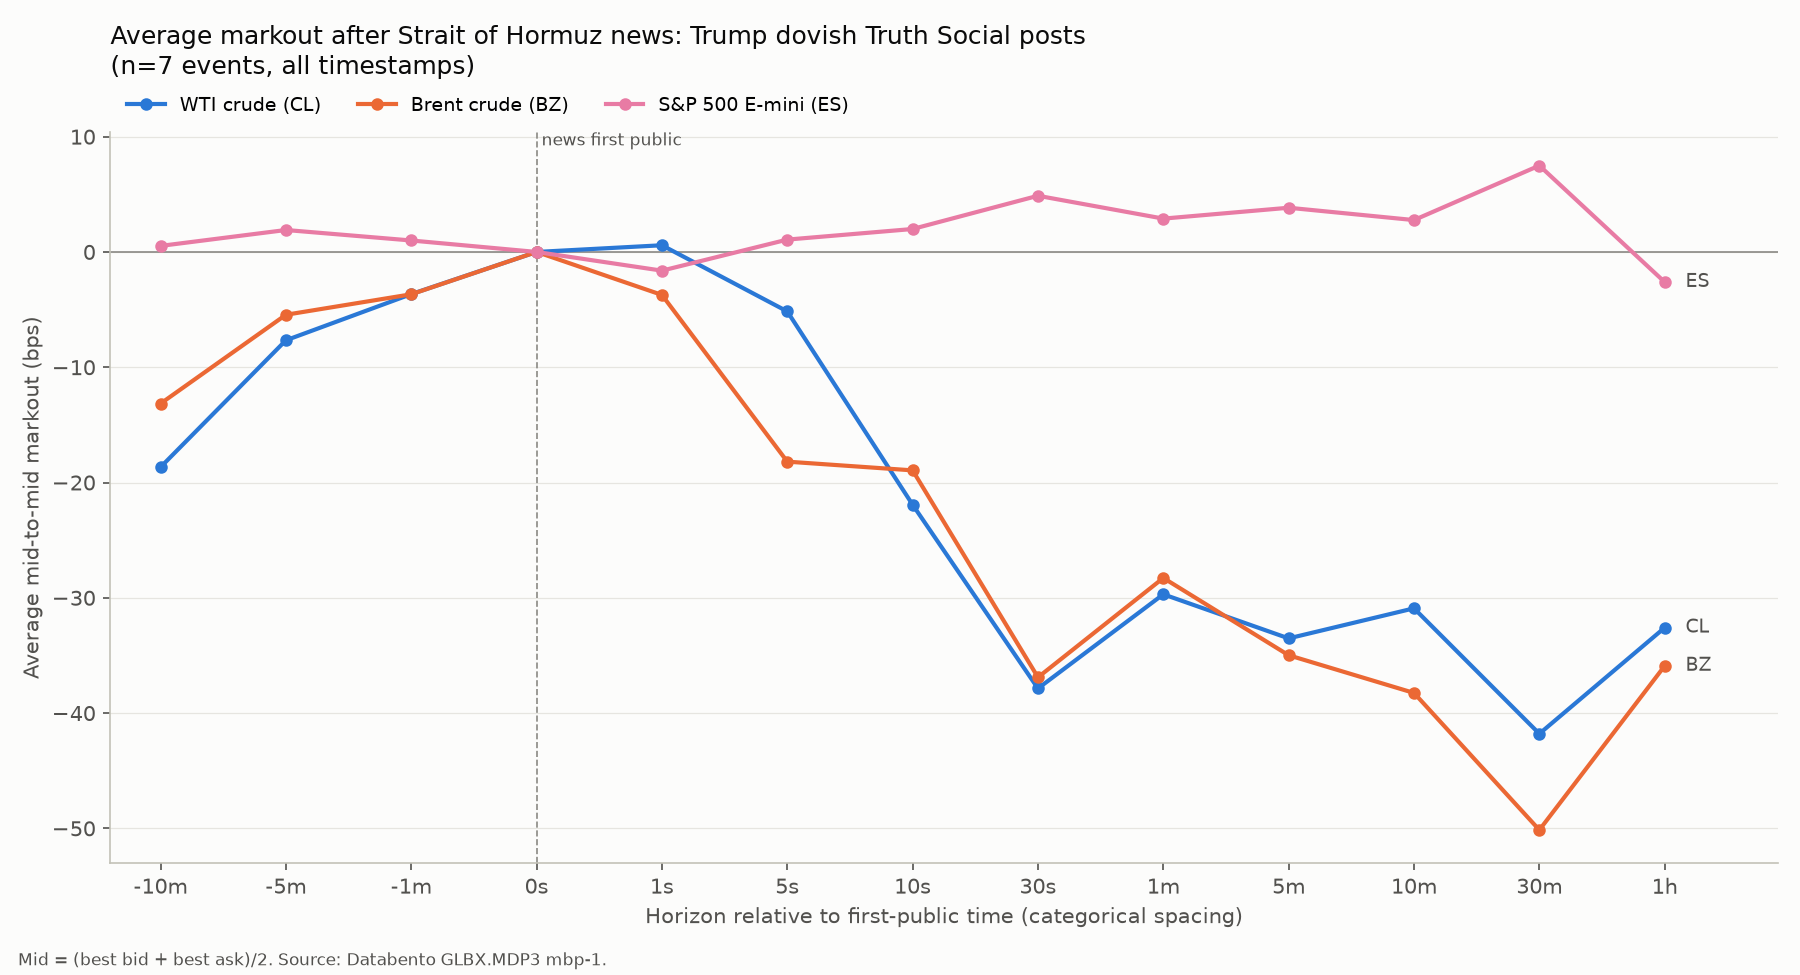 Average markout after Strait of Hormuz news: Trump dovish Truth Social posts
(n=7 events, all timestamps)
WTI crude (CL)
Brent crude (BZ)
S&P 500 E-mini (ES)
news first public
10
0
−10
−20
−30
−40
−50
Average mid-to-mid markout (bps)
ES
CL
BZ
-10m
-5m
-1m
0s
1s
5s
10s
30s
1m
5m
10m
30m
1h
Horizon relative to first-public time (categorical spacing)
Mid = (best bid + best ask)/2. Source: Databento GLBX.MDP3 mbp-1.